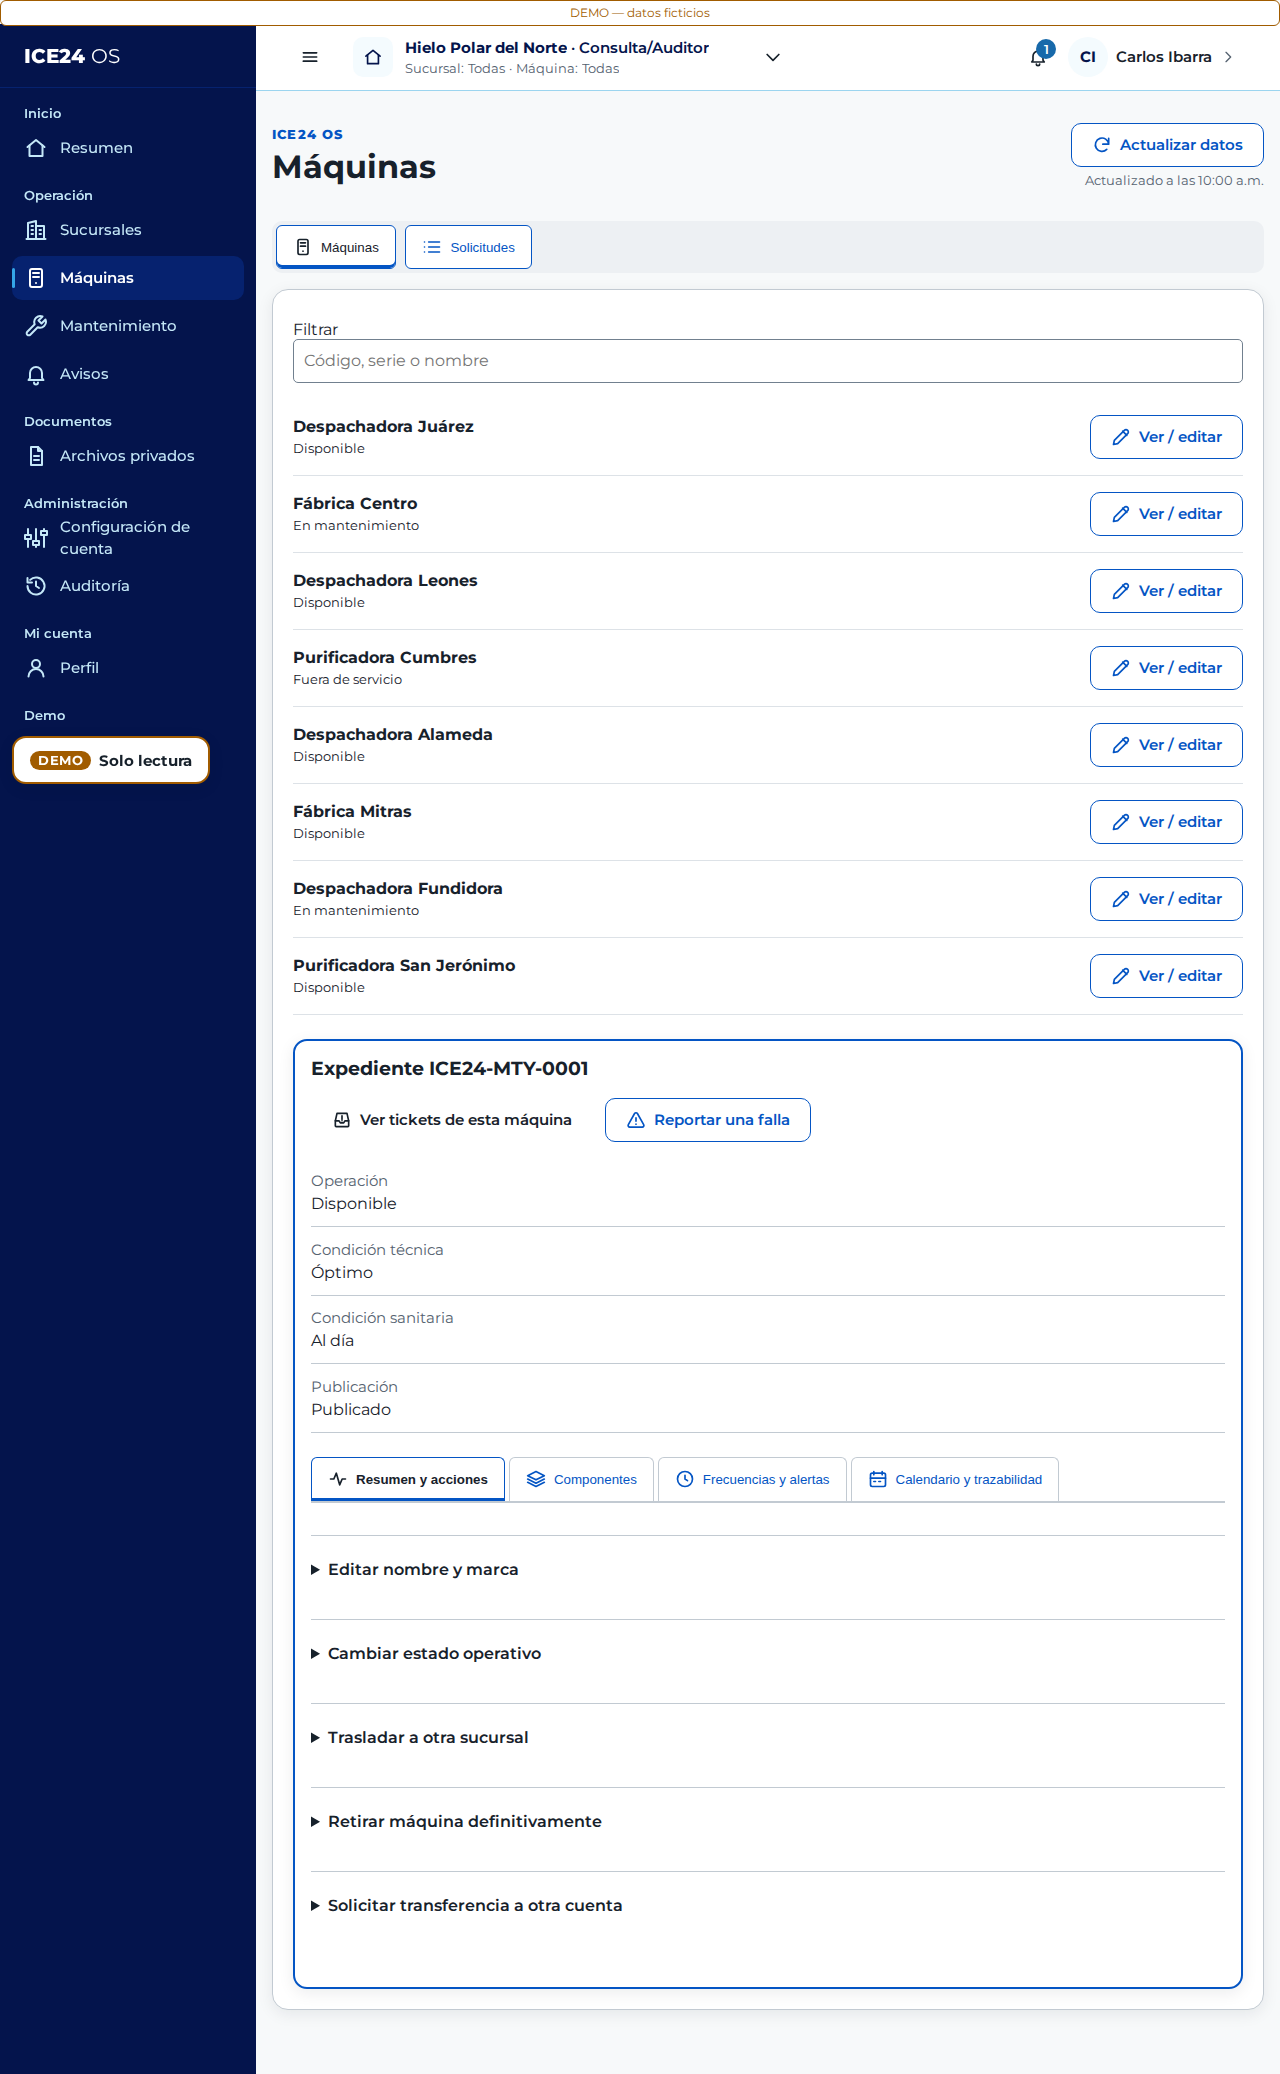 DEMO — datos ficticios
ICE24 OS
Hielo Polar del Norte · Consulta/Auditor
Sucursal: Todas · Máquina: Todas
1
CI
Carlos Ibarra
Inicio
Resumen
Operación
Sucursales
Máquinas
Mantenimiento
Avisos
Documentos
Archivos privados
Administración
Configuración de
cuenta
Auditoría
Mi cuenta
Perfil
Demo
DEMO Solo lectura
ICE24 OS
Máquinas
Actualizar datos
Actualizado a las 10:00 a.m.
Máquinas
Solicitudes
Filtrar
Código, serie o nombre
Despachadora Juárez
Disponible
Ver / editar
Fábrica Centro
En mantenimiento
Ver / editar
Despachadora Leones
Disponible
Ver / editar
Purificadora Cumbres
Fuera de servicio
Ver / editar
Despachadora Alameda
Disponible
Ver / editar
Fábrica Mitras
Disponible
Ver / editar
Despachadora Fundidora
En mantenimiento
Ver / editar
Purificadora San Jerónimo
Disponible
Ver / editar
Expediente ICE24-MTY-0001
Ver tickets de esta máquina
Reportar una falla
Operación
Disponible
Condición técnica
Óptimo
Condición sanitaria
Al día
Publicación
Publicado
Resumen y acciones
Componentes
Frecuencias y alertas
Calendario y trazabilidad
Editar nombre y marca
Cambiar estado operativo
Trasladar a otra sucursal
Retirar máquina definitivamente
Solicitar transferencia a otra cuenta